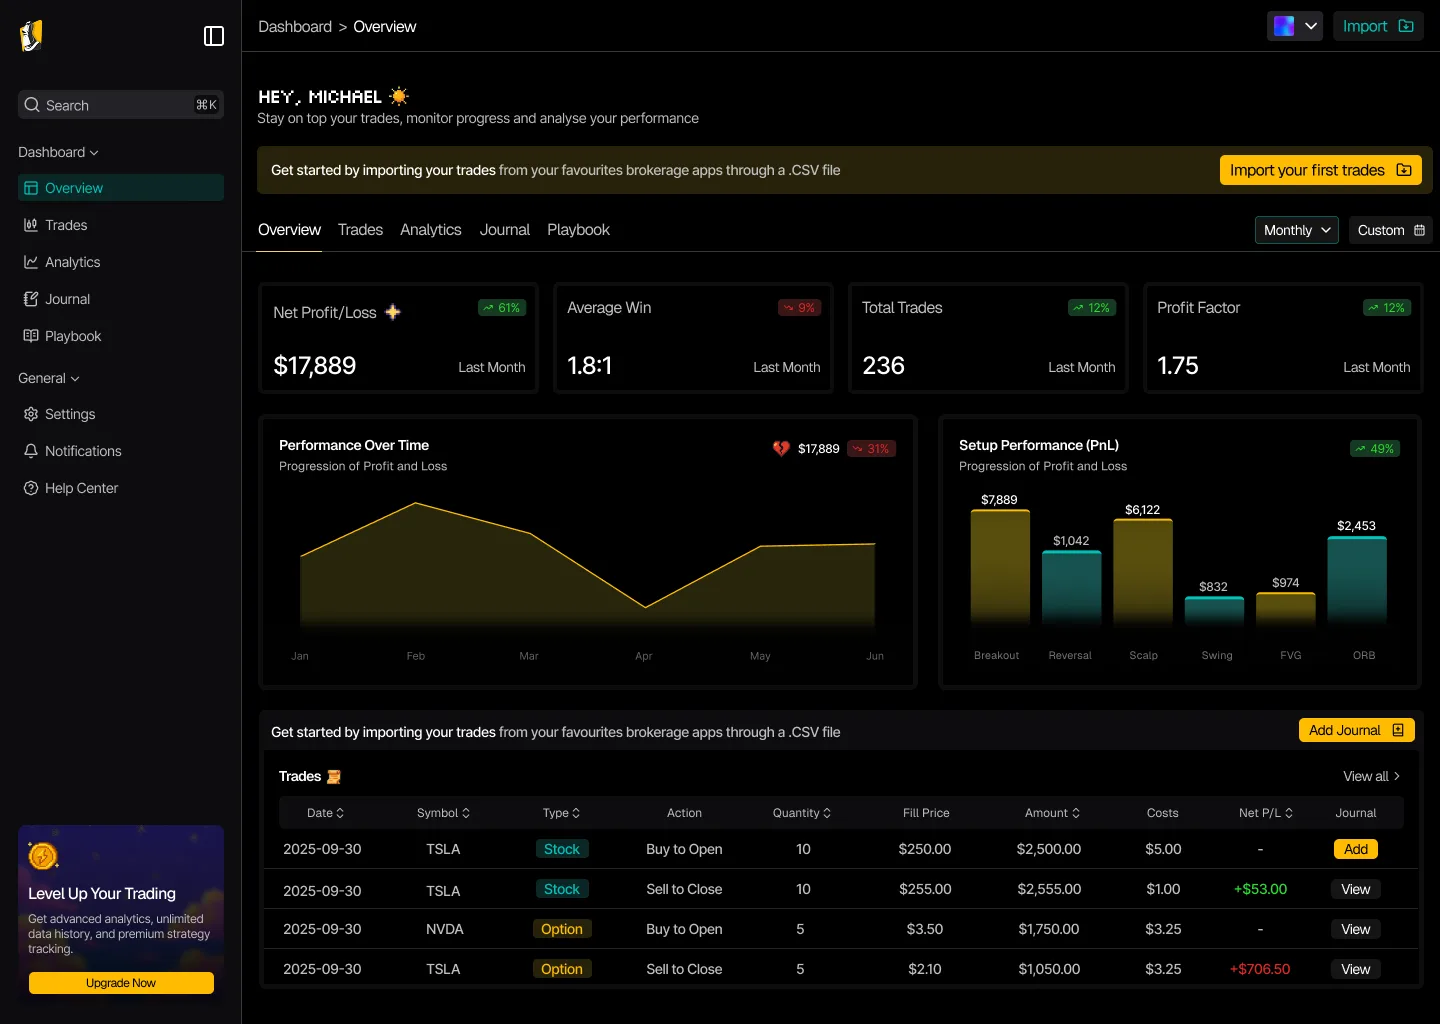 Dashboard > Overview
Import
Search
⌘K
Dashboard
Overview
Trades
Analytics
Journal
Playbook
General
Settings
Notifications
Help Center
Level Up Your Trading
Get advanced analytics, unlimited
data history, and premium strategy
tracking.
Upgrade Now
HEY, MICHAEL
Stay on top your trades, monitor progress and analyse your performance
Get started by importing your trades from your favourites brokerage apps through a .CSV file
Import your first trades
Overview Trades Analytics Journal Playbook
Monthly
Custom
Net Profit/Loss
61%
$17,889
Last Month
Average Win
9%
1.8:1
Last Month
Total Trades
12%
236
Last Month
Profit Factor
12%
1.75
Last Month
Performance Over Time
Progression of Profit and Loss
$17,889
31%
Jan Feb Mar Apr May Jun
Setup Performance (PnL)
Progression of Profit and Loss
49%
$7,889
$1,042
$6,122
$832
$974
$2,453
Breakout Reversal Scalp Swing FVG ORB
Get started by importing your trades from your favourites brokerage apps through a .CSV file
Add Journal
Trades
View all
Date Symbol Type Action Quantity Fill Price Amount Costs Net P/L Journal
2025-09-30 TSLA Stock Buy to Open 10 $250.00 $2,500.00 $5.00 - Add
2025-09-30 TSLA Stock Sell to Close 10 $255.00 $2,555.00 $1.00 +$53.00 View
2025-09-30 NVDA Option Buy to Open 5 $3.50 $1,750.00 $3.25 - View
2025-09-30 TSLA Option Sell to Close 5 $2.10 $1,050.00 $3.25 +$706.50 View